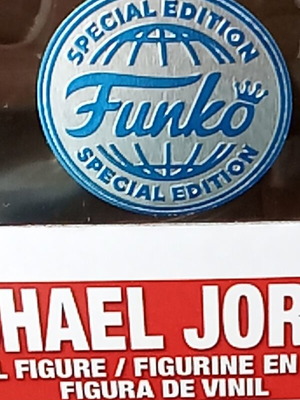 SPECIAL EDITION
Funko
SPECIAL EDITION
HAEL JOR
L FIGURE / FIGURINE EN
FIGURA DE VINIL